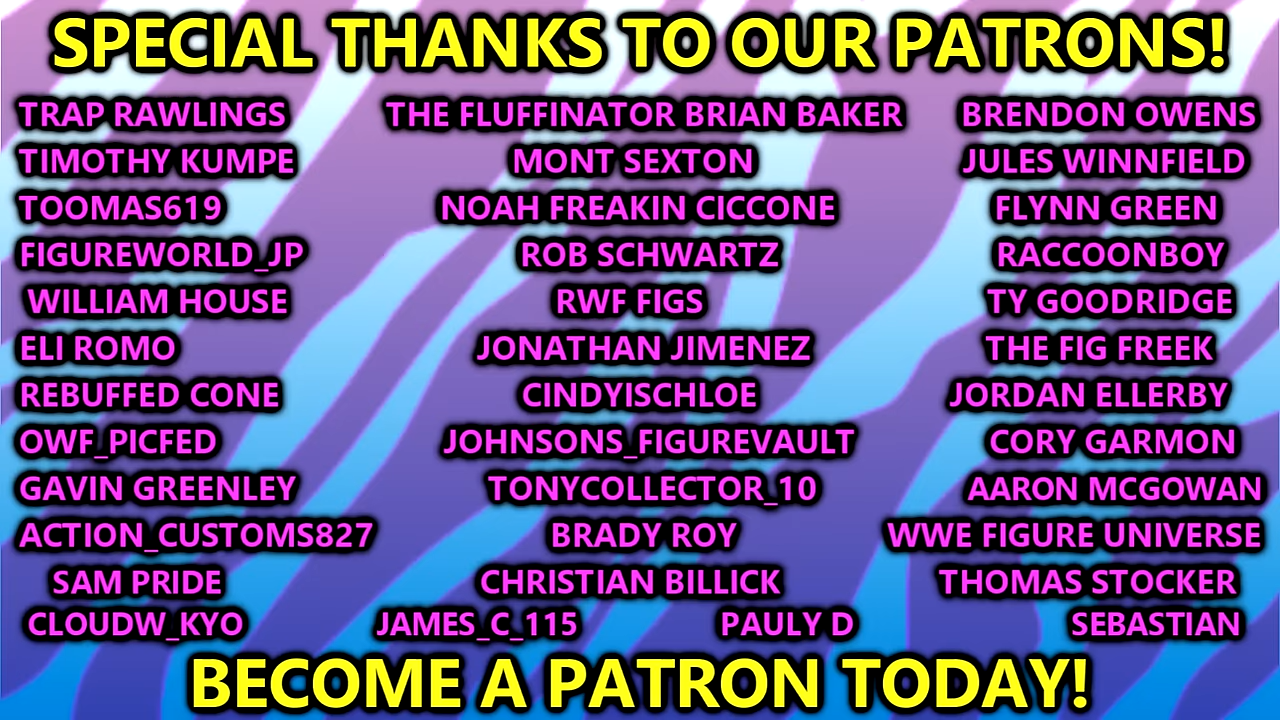 SPECIAL THANKS TO OUR PATRONS!
TRAP RAWLINGS THE FLUFFINATOR BRIAN BAKER BRENDON OWENS
TIMOTHY KUMPE MONT SEXTON JULES WINNFIELD
TOOMAS619 NOAH FREAKIN CICCONE FLYNN GREEN
FIGUREWORLD_JP ROB SCHWARTZ RACCOONBOY
WILLIAM HOUSE RWF FIGS TY GOODRIDGE
ELI ROMO JONATHAN JIMENEZ THE FIG FREEK
REBUFFED CONE CINDYISCHLOE JORDAN ELLERBY
OWF_PICFED JOHNSONS_FIGUREVAULT CORY GARMON
GAVIN GREENLEY TONYCOLLECTOR_10 AARON MCGOWAN
ACTION_CUSTOMS827 BRADY ROY WWE FIGURE UNIVERSE
SAM PRIDE CHRISTIAN BILLICK THOMAS STOCKER
CLOUDW_KYO JAMES_C_115 PAULY D SEBASTIAN
BECOME A PATRON TODAY!